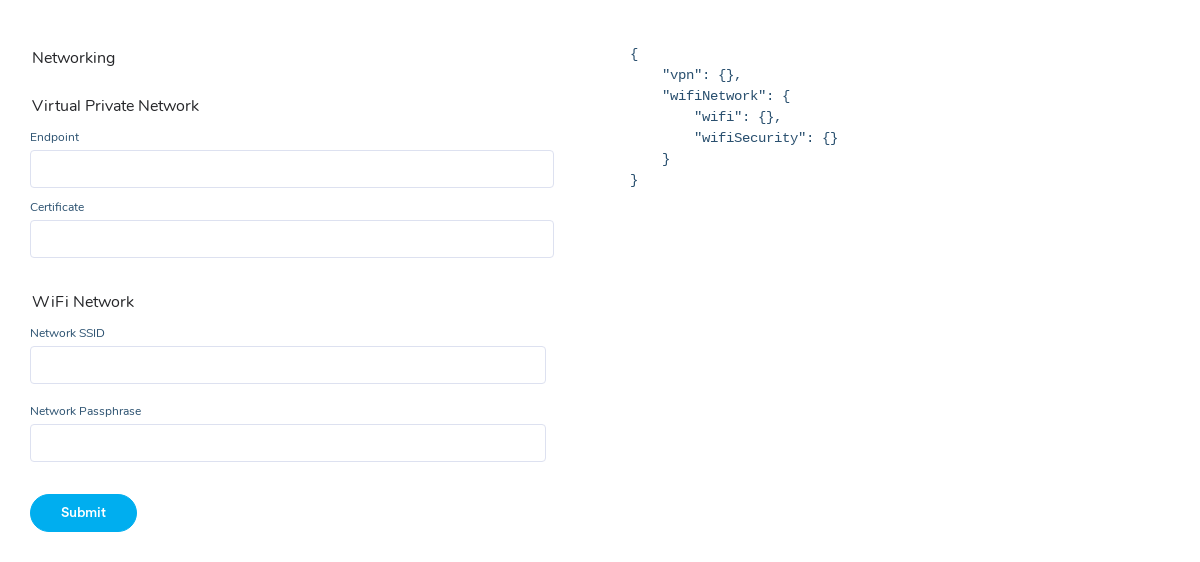 Networking
Virtual Private Network
Endpoint
Certificate
WiFi Network
Network SSID
Network Passphrase
Submit
{
    "vpn": {},
    "wifiNetwork": {
        "wifi": {},
        "wifiSecurity": {}
    }
}